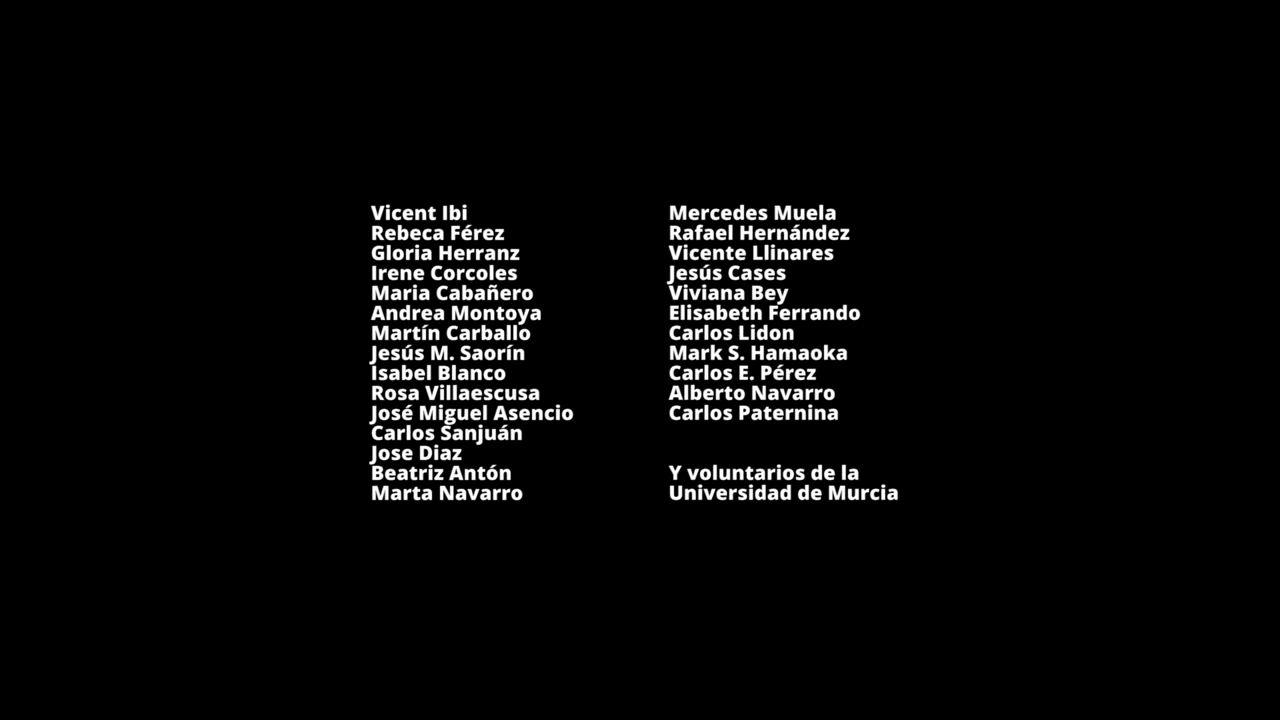 Vicent Ibi
Rebeca Férez
Gloria Herranz
Irene Corcoles
Maria Cabañero
Andrea Montoya
Martín Carballo
Jesús M. Saorín
Isabel Blanco
Rosa Villaescusa
José Miguel Asencio
Carlos Sanjuán
Jose Diaz
Beatriz Antón
Marta Navarro
Mercedes Muela
Rafael Hernández
Vicente Llinares
Jesús Cases
Viviana Bey
Elisabeth Ferrando
Carlos Lidon
Mark S. Hamaoka
Carlos E. Pérez
Alberto Navarro
Carlos Paternina
Y voluntarios de la
Universidad de Murcia